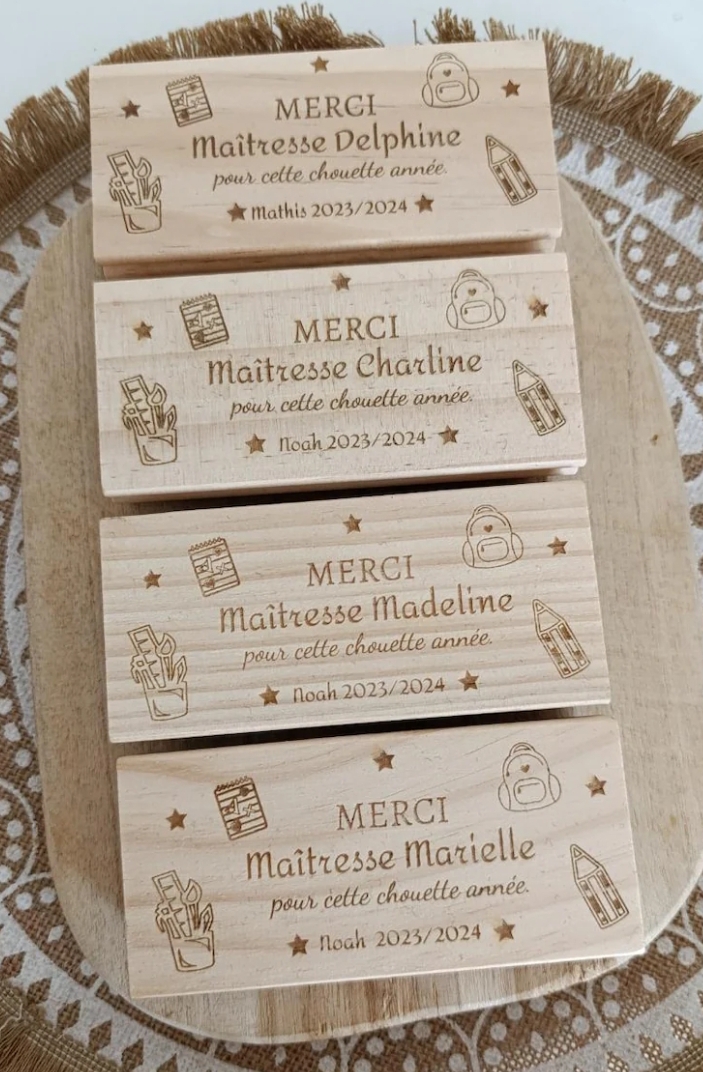 MERCI
Maîtresse Delphine
pour cette chouette année.
Mathis 2023/2024
MERCI
Maîtresse Charline
pour cette chouette année.
Noah 2023/2024
MERCI
Maîtresse Madeline
pour cette chouette année.
Noah 2023/2024
MERCI
Maîtresse Marielle
pour cette chouette année.
Noah 2023/2024